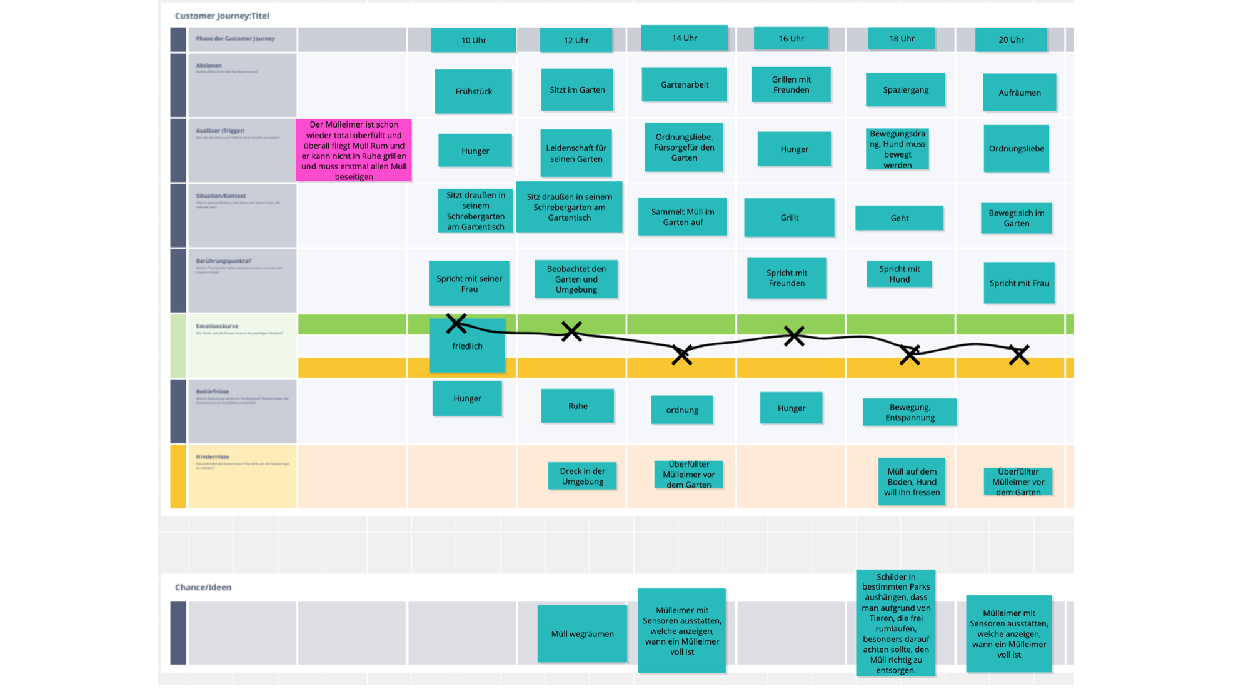 Customer Journey:Titel
Phase der Customer Journey
10 Uhr
12 Uhr
14 Uhr
16 Uhr
18 Uhr
20 Uhr
Aktionen
Frühstück
Sitzt im Garten
Gartenarbeit
Grillen mit
Freunden
Spaziergang
Aufräumen
Auslöser (Trigger)
Der Mülleimer ist schon
wieder total überfüllt und
überall fliegt Müll Rum und
er kann nicht in Ruhe grillen
und muss erstmal allen Müll
beseitigen
Hunger
Leidenschaft für
seinen Garten
Ordnungsliebe,
Fürsorgefür den
Garten
Hunger
Bewegungsdra
ng, Hund muss
bewegt
werden
Ordnungsliebe
Situation/Kontext
Sitzt draußen in
seinem
Schrebergarten
am Gartentisch
Sitz draußen in seinem
Schrebergarten am
Gartentisch
Sammelt Müll im
Garten auf
Grillt
Geht
Bewegt sich im
Garten
Berührungspunkte?
Spricht mit seiner
Frau
Beobachtet den
Garten und
Umgebung
Spricht mit
Freunden
Spricht mit
Hund
Spricht mit Frau
Emotionskurve
friedlich
Bedürfnisse
Hunger
Ruhe
ordnung
Hunger
Bewegung,
Entspannung
Hindernisse
Dreck in der
Umgebung
Überfüllter
Mülleimer vor
dem Garten
Müll auf dem
Boden, Hund
will ihn fressen
Überfüllter
Mülleimer vor
dem Garten
Chance/Ideen
Müll wegräumen
Mülleimer mit
Sensoren ausstatten,
welche anzeigen,
wann ein Mülleimer
voll ist
Schilder in
bestimmten Parks
aushängen, dass
man aufgrund von
Tieren, die frei
rumlaufen,
besonders darauf
achten sollte, den
Müll richtig zu
entsorgen.
Mülleimer mit
Sensoren ausstatten,
welche anzeigen,
wann ein Mülleimer
voll ist